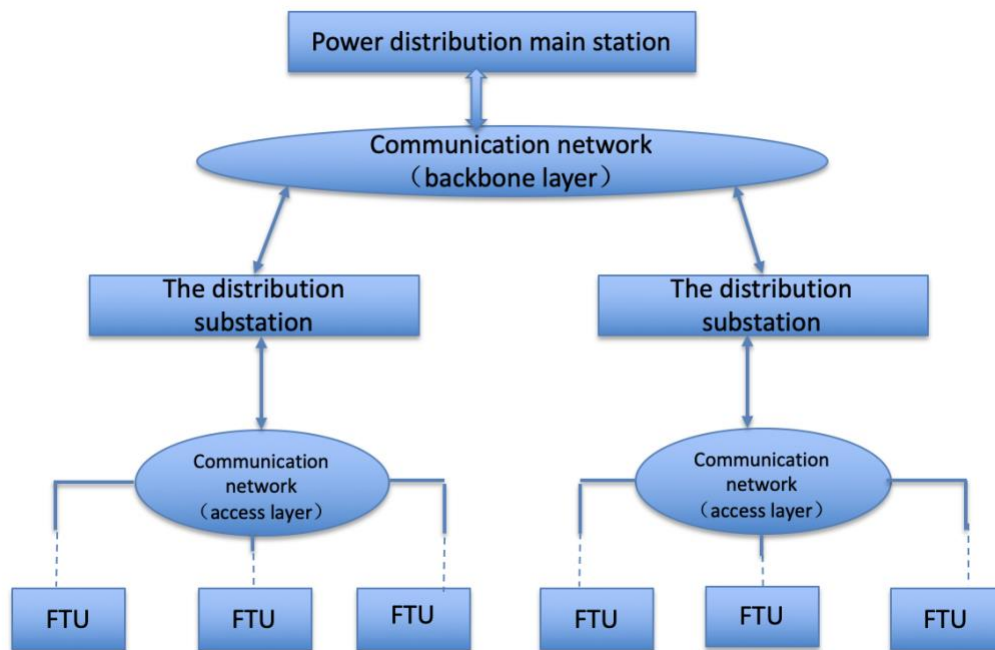 Power distribution main station
Communication network
（backbone layer）
The distribution
substation
The distribution
substation
Communication
network
（access layer）
Communication
network
（access layer）
FTU
FTU
FTU
FTU
FTU
FTU